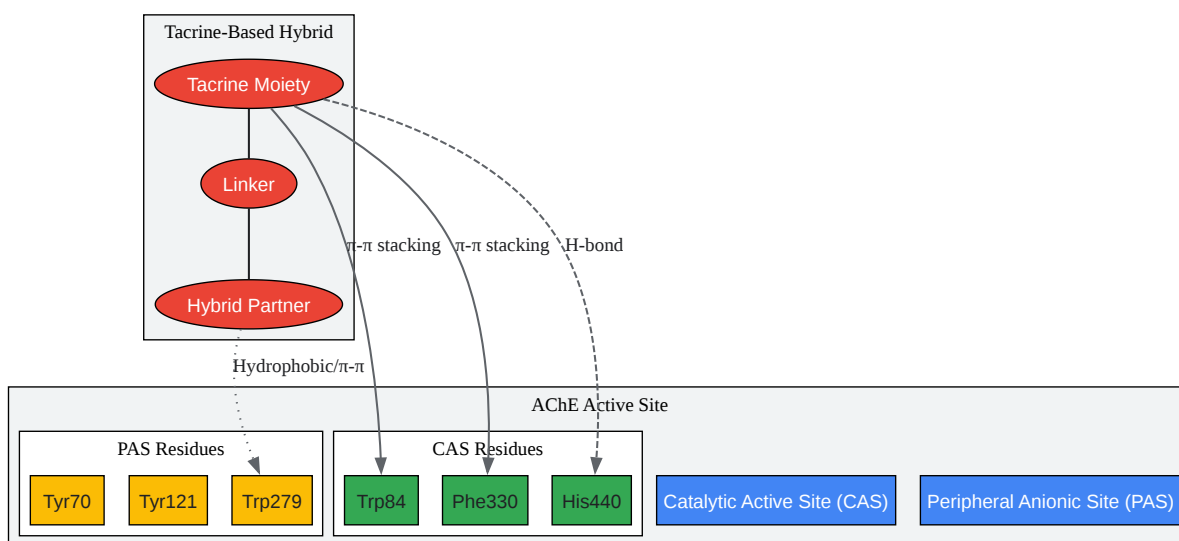 Tacrine-Based Hybrid
Tacrine Moiety
Linker
Hybrid Partner
π-π stacking
π-π stacking
H-bond
Hydrophobic/π-π
AChE Active Site
PAS Residues
CAS Residues
Tyr70
Tyr121
Trp279
Trp84
Phe330
His440
Catalytic Active Site (CAS)
Peripheral Anionic Site (PAS)